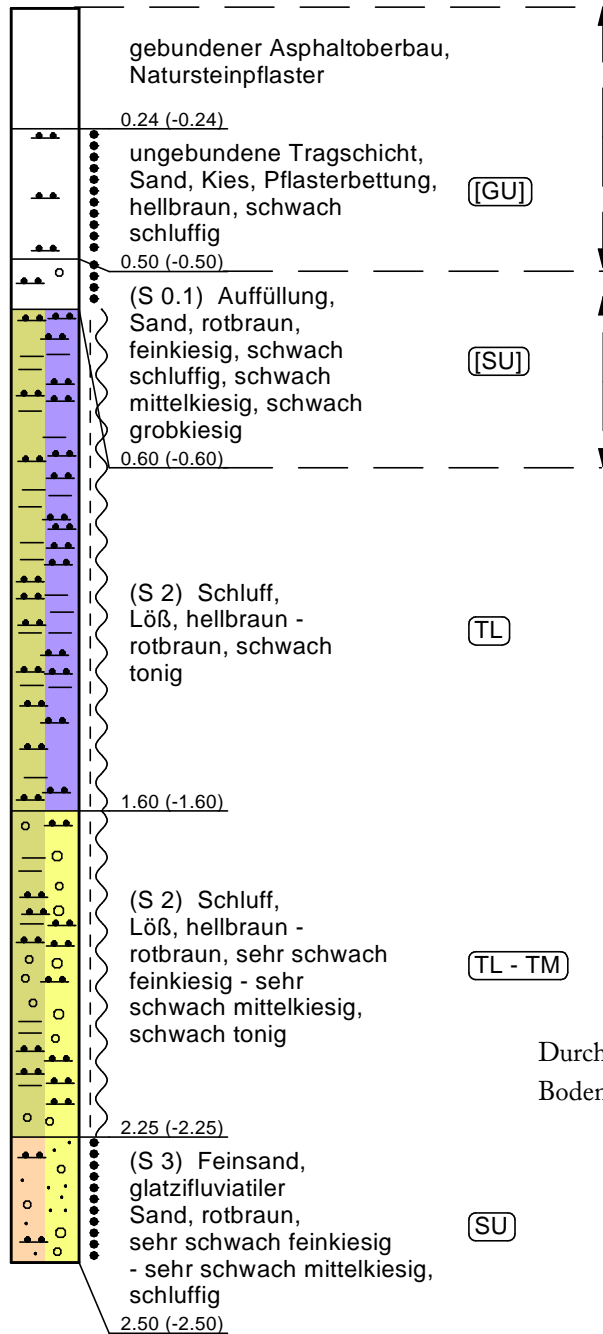 gebundener Asphaltoberbau,
Natursteinpflaster
0.24 (-0.24)
ungebundene Tragschicht,
Sand, Kies, Pflasterbettung,
hellbraun, schwach
schluffig
[GU]
0.50 (-0.50)
(S 0.1) Auffüllung,
Sand, rotbraun,
feinkiesig, schwach
schluffig, schwach
mittelkiesig, schwach
grobkiesig
[SU]
0.60 (-0.60)
(S 2) Schluff,
Löß, hellbraun -
rotbraun, schwach
tonig
TL
1.60 (-1.60)
(S 2) Schluff,
Löß, hellbraun -
rotbraun, sehr schwach
feinkiesig - sehr
schwach mittelkiesig,
schwach tonig
TL - TM
Durch
Boden
2.25 (-2.25)
(S 3) Feinsand,
glatzifluviatiler
Sand, rotbraun,
sehr schwach feinkiesig
- sehr schwach mittelkiesig,
schluffig
SU
2.50 (-2.50)